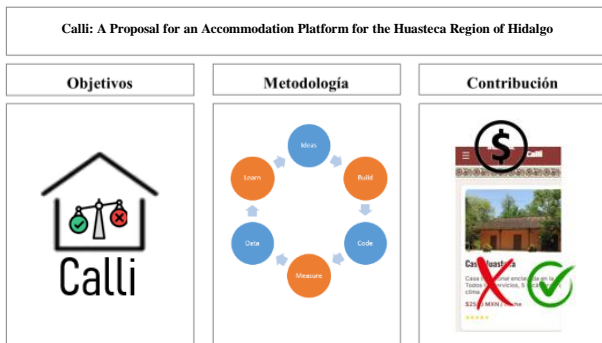 Calli: A Proposal for an Accommodation Platform for the Huasteca Region of Hidalgo
Objetivos
Metodología
Contribución
Calli
Ideas
Build
Code
Measure
Data
Learn
$
Calli
Todos